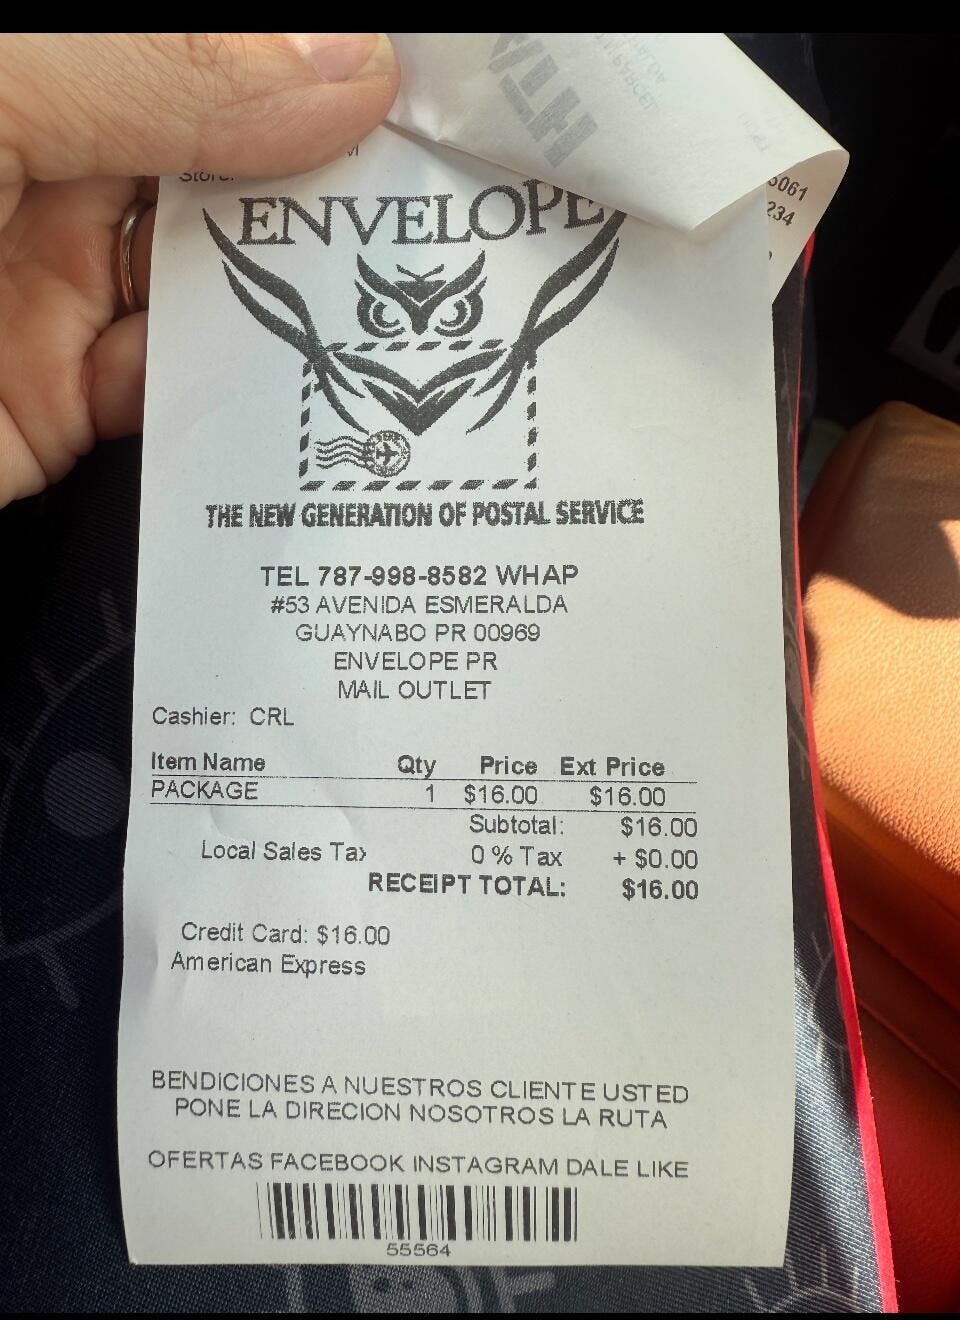 5061
234
ENVELOPE
THE NEW GENERATION OF POSTAL SERVICE
TEL 787-998-8582 WHAP
#53 AVENIDA ESMERALDA
GUAYNABO PR 00969
ENVELOPE PR
MAIL OUTLET
Cashier: CRL
Item Name Qty Price Ext Price
PACKAGE 1 $16.00 $16.00
Subtotal: $16.00
Local Sales Tax 0 % Tax + $0.00
RECEIPT TOTAL: $16.00
Credit Card: $16.00
American Express
BENDICIONES A NUESTROS CLIENTE USTED
PONE LA DIRECION NOSOTROS LA RUTA
OFERTAS FACEBOOK INSTAGRAM DALE LIKE
55564